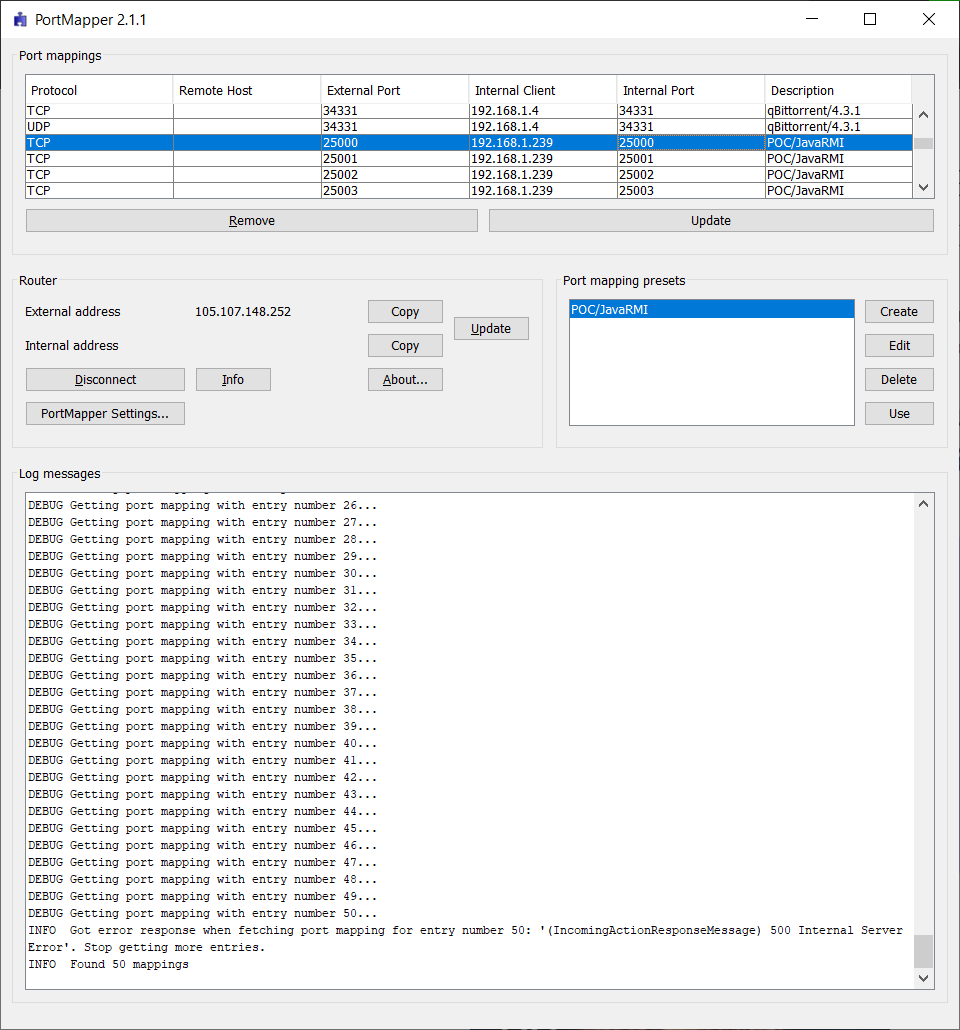 PortMapper 2.1.1
Port mappings
Protocol Remote Host External Port Internal Client Internal Port Description
TCP 34331 192.168.1.4 34331 qBittorrent/4.3.1
UDP 34331 192.168.1.4 34331 qBittorrent/4.3.1
TCP 25000 192.168.1.239 25000 POC/JavaRMI
TCP 25001 192.168.1.239 25001 POC/JavaRMI
TCP 25002 192.168.1.239 25002 POC/JavaRMI
TCP 25003 192.168.1.239 25003 POC/JavaRMI
Remove Update
Router
External address 105.107.148.252 Copy
Update
Internal address Copy
Disconnect Info About...
PortMapper Settings...
Port mapping presets
POC/JavaRMI
Create
Edit
Delete
Use
Log messages
DEBUG Getting port mapping with entry number 26...
DEBUG Getting port mapping with entry number 27...
DEBUG Getting port mapping with entry number 28...
DEBUG Getting port mapping with entry number 29...
DEBUG Getting port mapping with entry number 30...
DEBUG Getting port mapping with entry number 31...
DEBUG Getting port mapping with entry number 32...
DEBUG Getting port mapping with entry number 33...
DEBUG Getting port mapping with entry number 34...
DEBUG Getting port mapping with entry number 35...
DEBUG Getting port mapping with entry number 36...
DEBUG Getting port mapping with entry number 37...
DEBUG Getting port mapping with entry number 38...
DEBUG Getting port mapping with entry number 39...
DEBUG Getting port mapping with entry number 40...
DEBUG Getting port mapping with entry number 41...
DEBUG Getting port mapping with entry number 42...
DEBUG Getting port mapping with entry number 43...
DEBUG Getting port mapping with entry number 44...
DEBUG Getting port mapping with entry number 45...
DEBUG Getting port mapping with entry number 46...
DEBUG Getting port mapping with entry number 47...
DEBUG Getting port mapping with entry number 48...
DEBUG Getting port mapping with entry number 49...
DEBUG Getting port mapping with entry number 50...
INFO Got error response when fetching port mapping for entry number 50: '(IncomingActionResponseMessage) 500 Internal Server
Error'. Stop getting more entries.
INFO Found 50 mappings